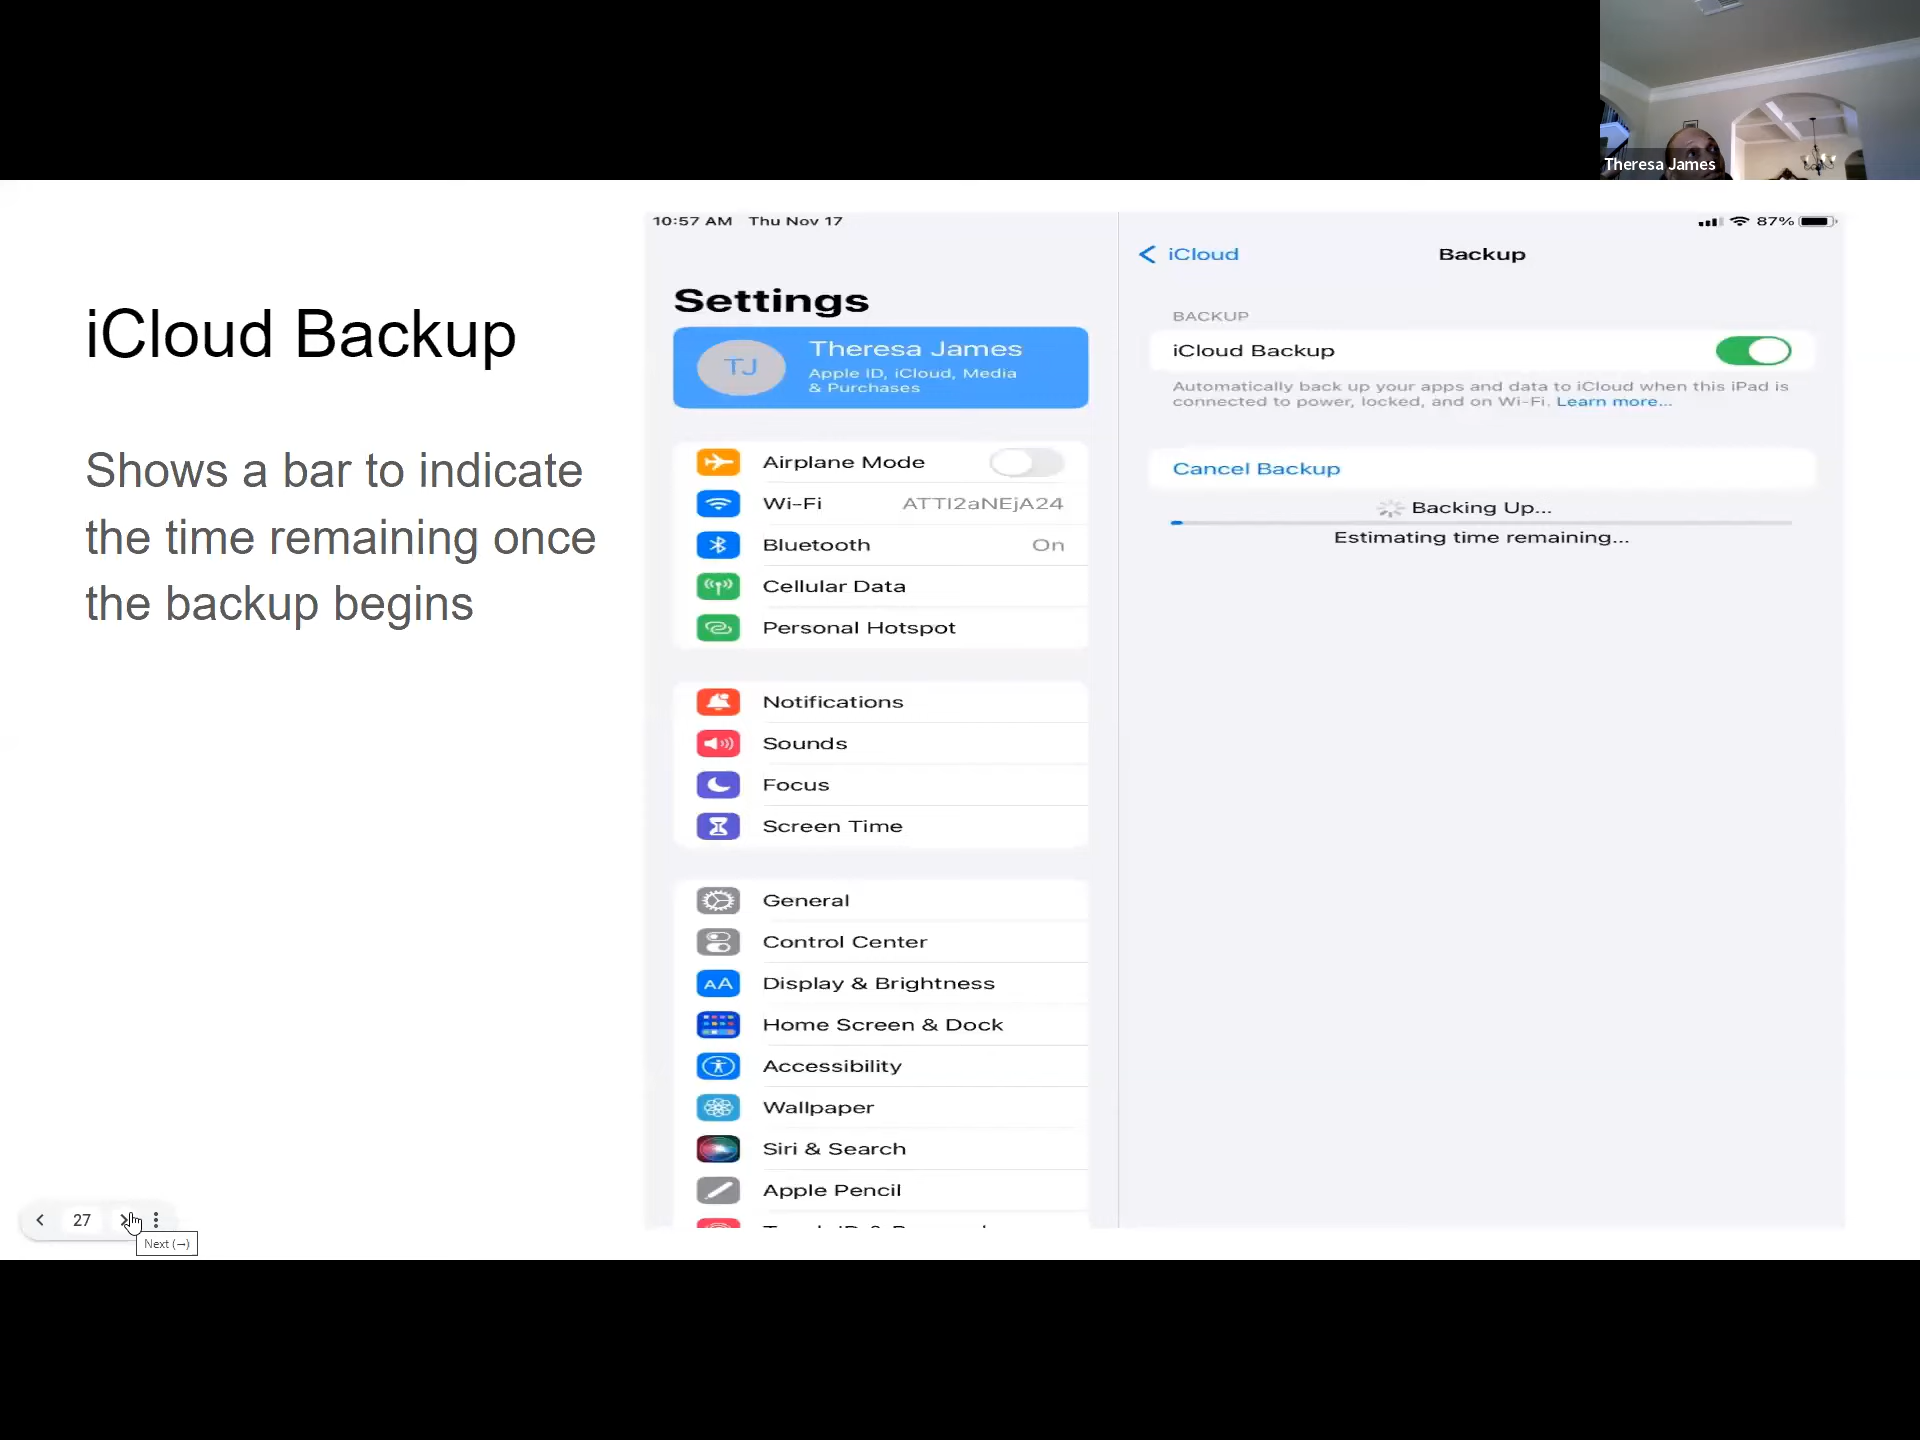 Theresa James
iCloud Backup
Shows a bar to indicate
the time remaining once
the backup begins
10:57 AM Thu Nov 17
87%
Settings
TJ
Theresa James
Apple ID, iCloud, Media
& Purchases
Airplane Mode
Wi-Fi ATTI2aNEjA24
Bluetooth On
Cellular Data
Personal Hotspot
Notifications
Sounds
Focus
Screen Time
General
Control Center
AA Display & Brightness
Home Screen & Dock
Accessibility
Wallpaper
Siri & Search
Apple Pencil
iCloud
Backup
BACKUP
iCloud Backup
Automatically back up your apps and data to iCloud when this iPad is
connected to power, locked, and on Wi-Fi. Learn more...
Cancel Backup
Backing Up...
Estimating time remaining...
27
Next (→)